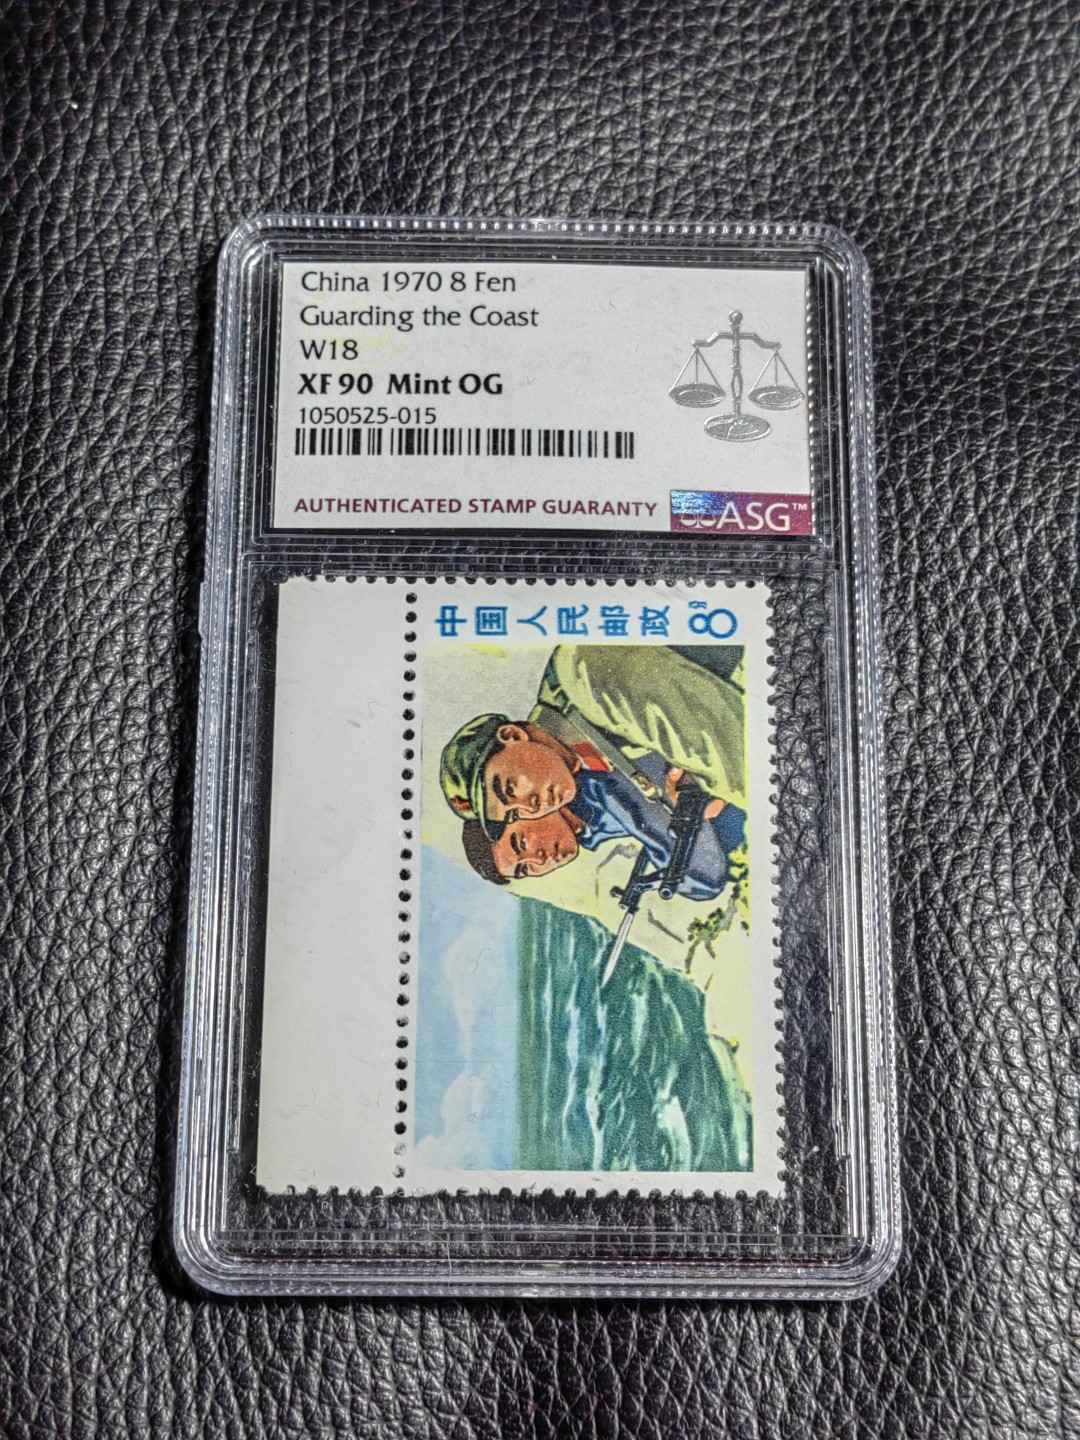 China 1970 8 Fen
Guarding the Coast
W18
XF 90 Mint OG
1050525-015
AUTHENTICATED STAMP GUARANTY
ASG™
中国人民邮政 8分